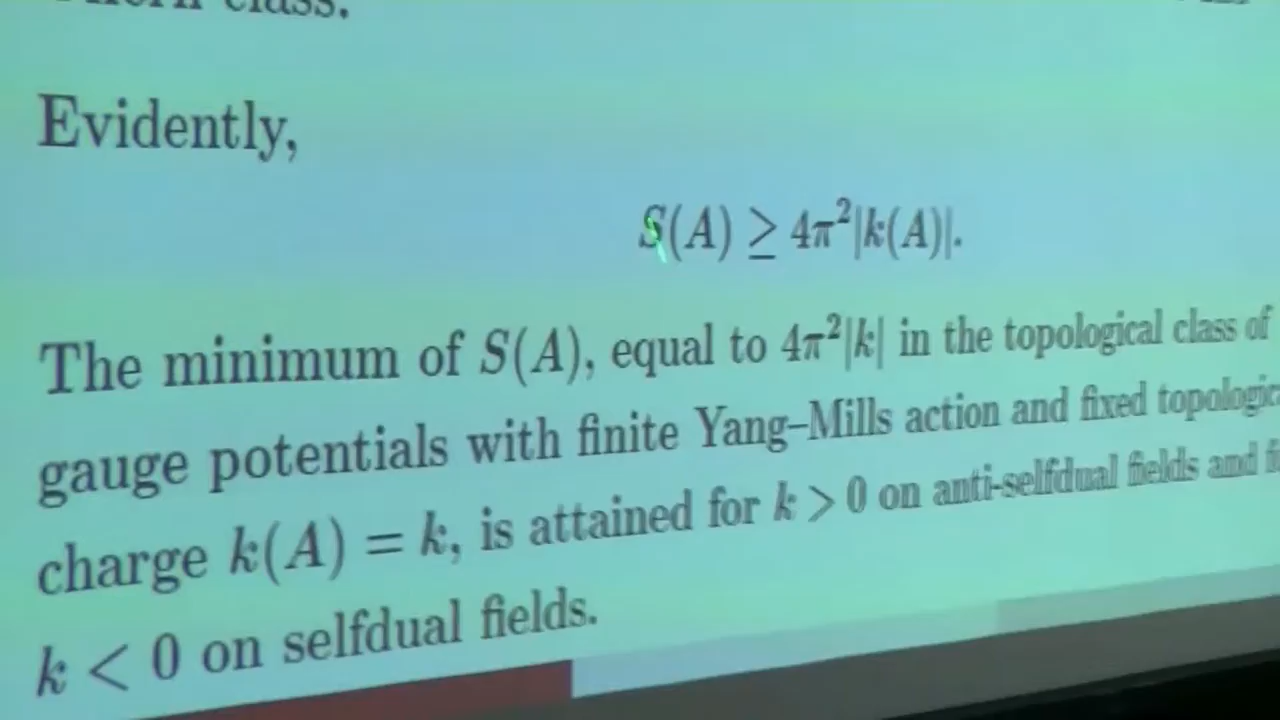 class.
Evidently,
S(A) ≥ 4π²|k(A)|.
The minimum of S(A), equal to 4π²|k| in the topological class of
gauge potentials with finite Yang–Mills action and fixed
charge k(A) = k, is attained for k > 0 on anti-selfdual fields and
k < 0 on selfdual fields.